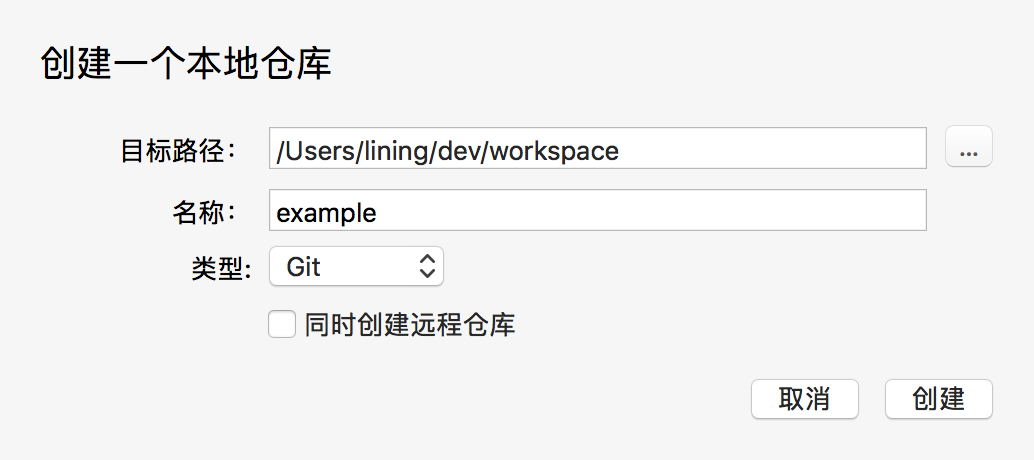 创建一个本地仓库
目标路径： /Users/lining/dev/workspace ...
名称： example
类型: Git
同时创建远程仓库
取消 创建